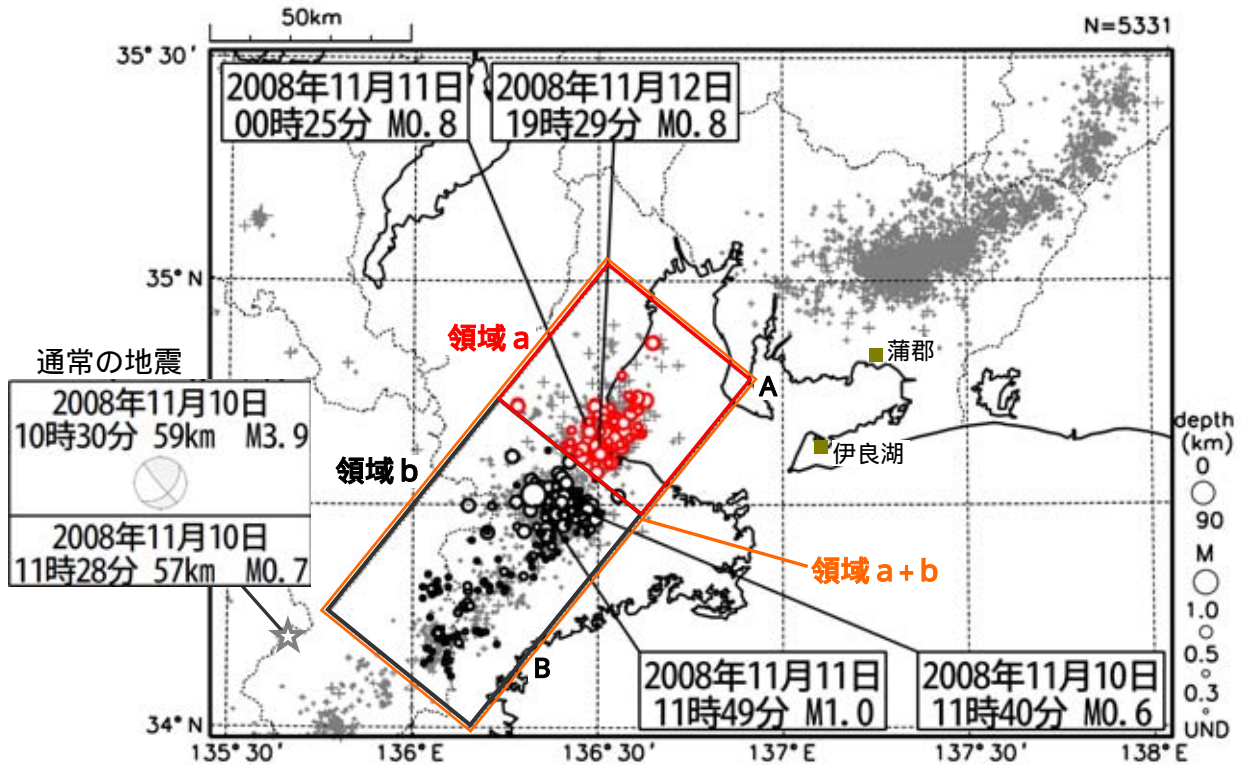 50km
N=5331
35°30'
2008年11月11日
00時25分 M0.8
2008年11月12日
19時29分 M0.8
35°N
領域a
A
蒲郡
伊良湖
通常の地震
2008年11月10日
10時30分 59km M3.9
2008年11月10日
11時28分 57km M0.7
領域b
領域a+b
B
2008年11月11日
11時49分 M1.0
2008年11月10日
11時40分 M0.6
depth
(km)
0
90
M
1.0
0.5
0.3
UND
34°N
135°30'
136°E
136°30'
137°E
137°30'
138°E